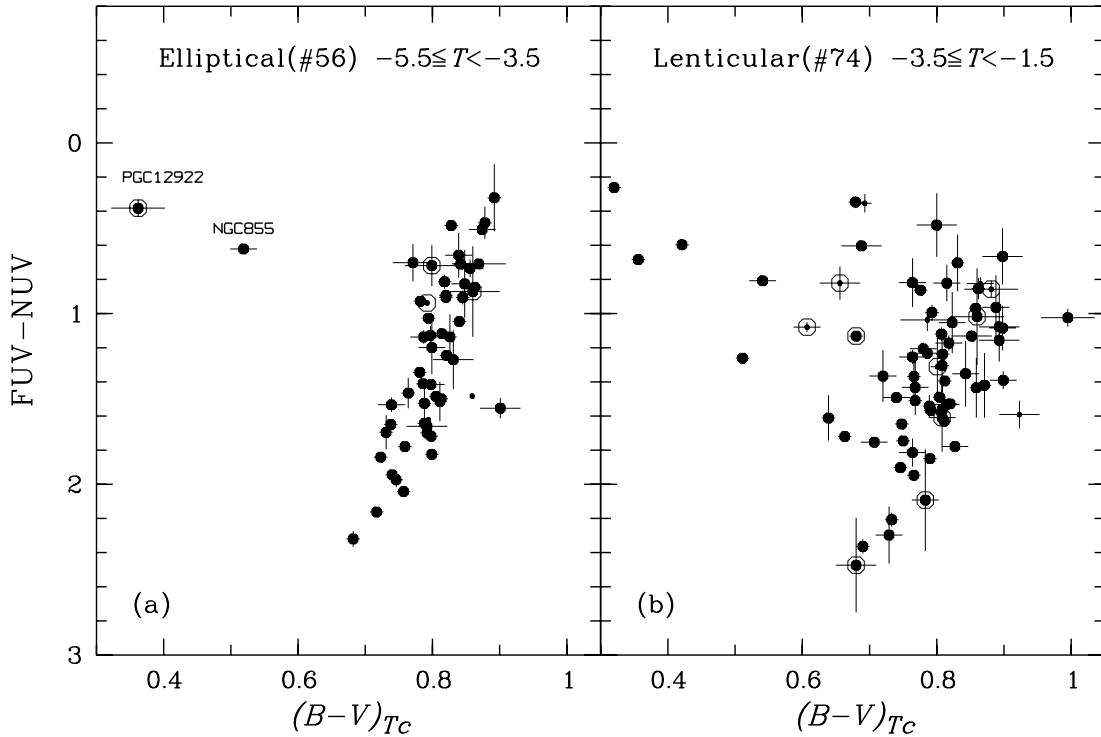 Elliptical(#56) −5.5≦T<−3.5
Lenticular(#74) −3.5≦T<−1.5
0
PGC12922
NGC855
FUV−NUV
1
2
(a)
(b)
3
0.4 0.6 0.8 1
0.4 0.6 0.8 1
(B−V)Tc
(B−V)Tc